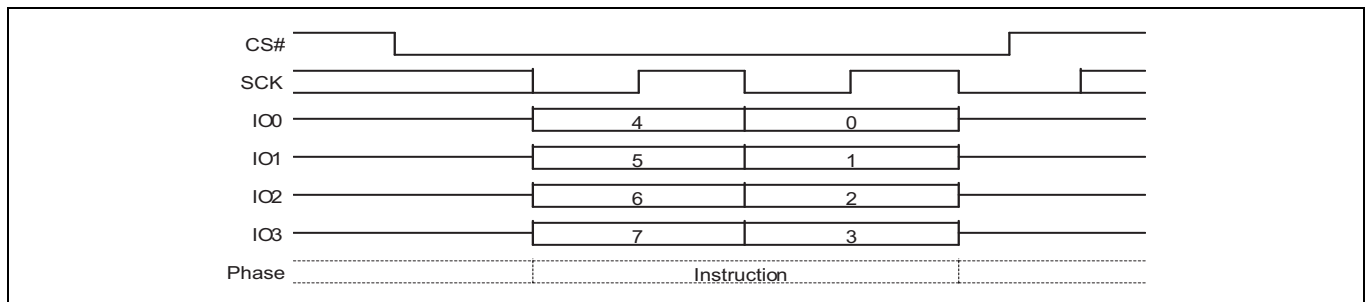 CS#
SCK
IO0 4 0
IO1 5 1
IO2 6 2
IO3 7 3
Phase Instruction